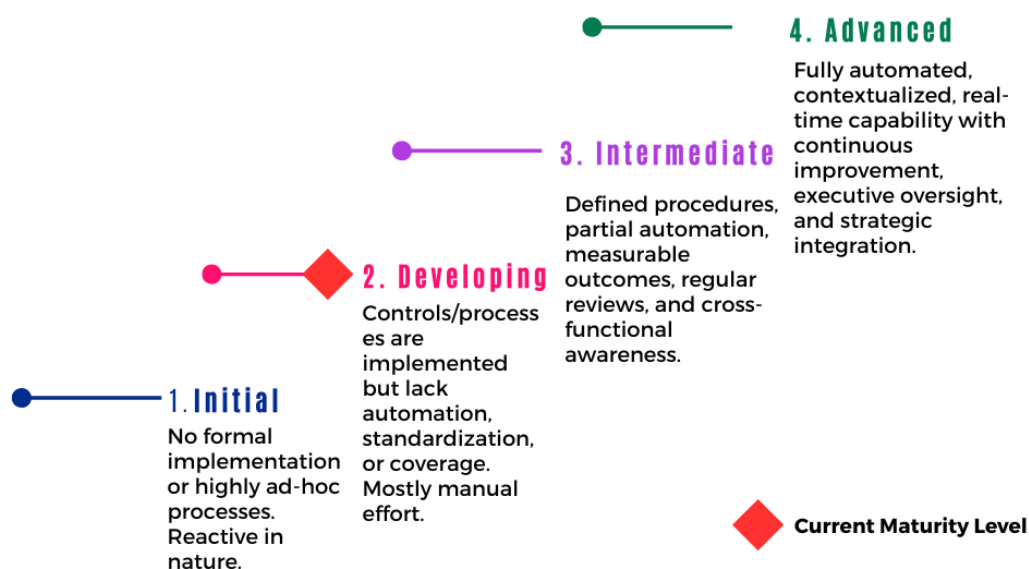 4. Advanced
Fully automated,
contextualized, real-
time capability with
continuous
improvement,
executive oversight,
and strategic
integration.
3. Intermediate
Defined procedures,
partial automation,
measurable
outcomes, regular
reviews, and cross-
functional
awareness.
2. Developing
Controls/process
es are
implemented
but lack
automation,
standardization,
or coverage.
Mostly manual
effort.
1. Initial
No formal
implementation
or highly ad-hoc
processes.
Reactive in
nature.
Current Maturity Level